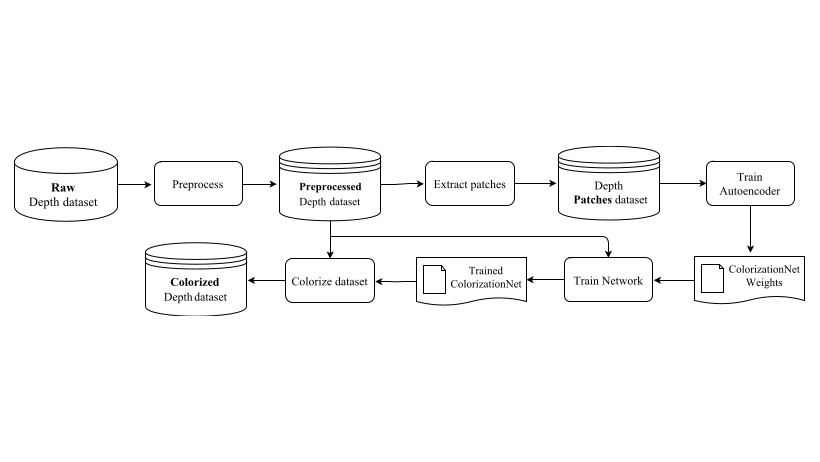 Raw
Depth dataset
Preprocess
Preprocessed
Depth dataset
Extract patches
Depth
Patches dataset
Train
Autoencoder
Colorized
Depth dataset
Colorize dataset
Trained
ColorizationNet
Train Network
ColorizationNet
Weights